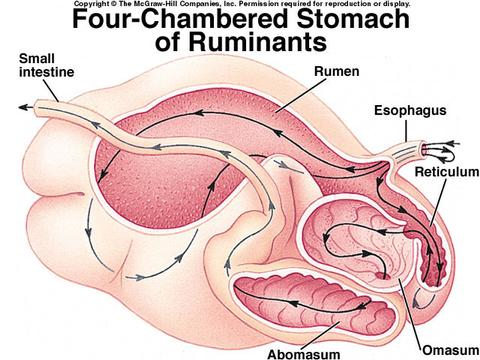 Copyright © The McGraw-Hill Companies, Inc. Permission required for reproduction or display.
Four-Chambered Stomach
of Ruminants
Small
intestine
Rumen
Esophagus
Reticulum
Omasum
Abomasum